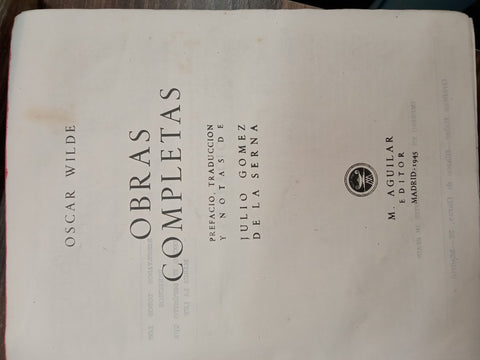 OSCAR WILDE
OBRAS
COMPLETAS
PREFACIO, TRADUCCION
Y NOTAS DE
JULIO GOMEZ
DE LA SERNA
M. AGUILAR
EDITOR
MADRID-1945